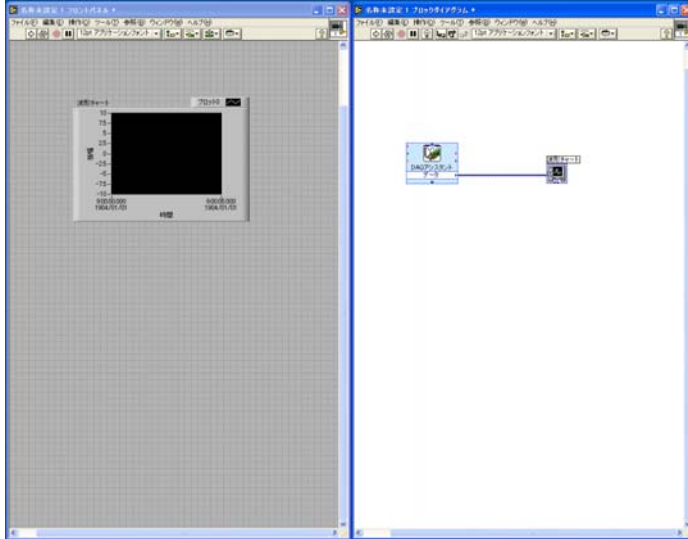 名称未設定 1 フロントパネル *
ファイル(F) 編集(E) 操作(O) ツール(T) 参照(B) ウィンドウ(W) ヘルプ(H)
12pt アプリケーションフォント
波形チャート
プロット0
10
7.5
5
2.5
0
-2.5
-5
-7.5
-10
振幅
9:00:00.000
1904/01/01
9:00:05.000
1904/01/01
時間
名称未設定 1 ブロックダイアグラム *
ファイル(F) 編集(E) 操作(O) ツール(T) 参照(B) ウィンドウ(W) ヘルプ(H)
12pt アプリケーションフォント
DAQアシスタント
データ
波形チャート